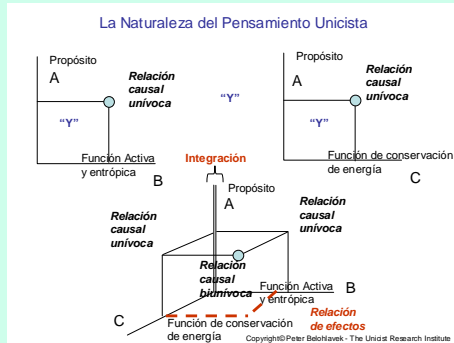 La Naturaleza del Pensamiento Unicista
Propósito
A
Relación
causal
unívoca
“Y”
Función Activa
y entrópica
B
“Y”
Propósito
A
Relación
causal
unívoca
“Y”
Función de conservación
de energía
C
Integración
Propósito
A
Relación
causal
unívoca
Relación
causal
unívoca
Relación
causal
biunívoca
Función Activa
y entrópica
B
C
Función de conservación
de energía
Relación
de efectos
Copyright©Peter Belohlavek - The Unicist Research Institute